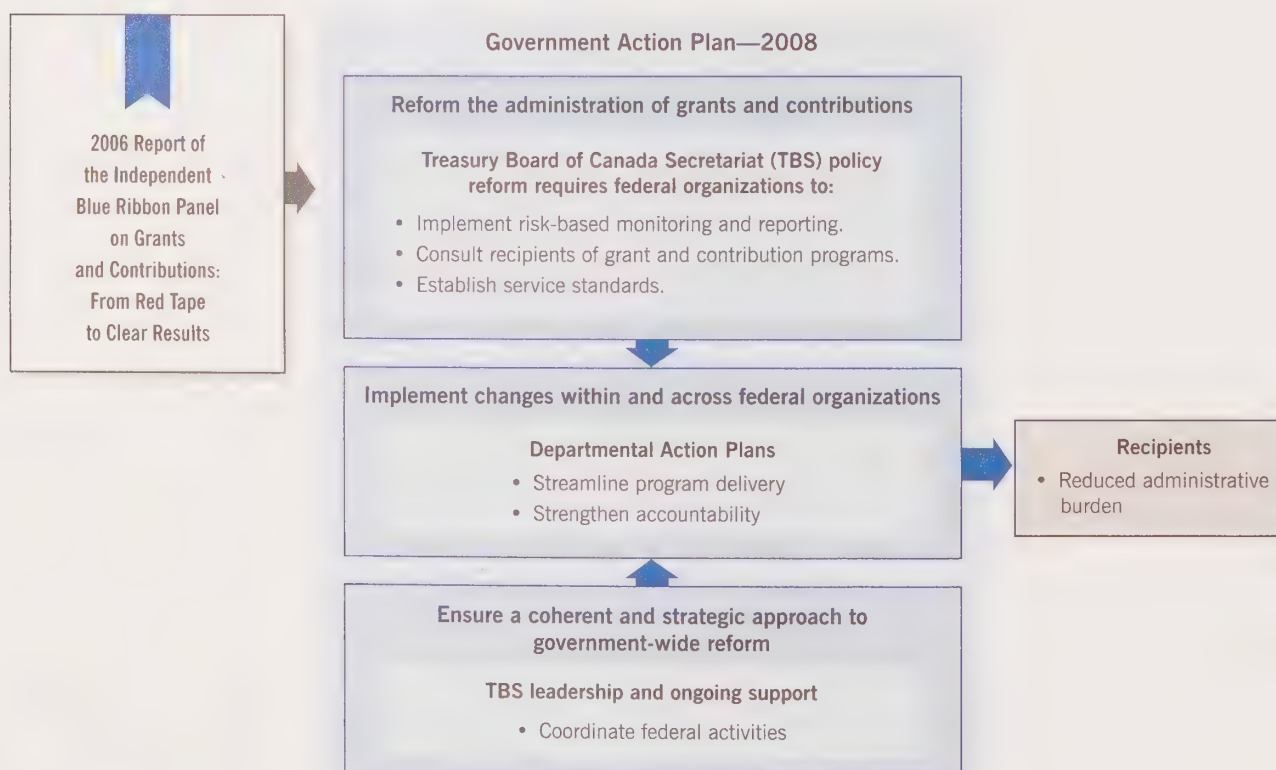 2006 Report of
the Independent
Blue Ribbon Panel
on Grants
and Contributions:
From Red Tape
to Clear Results
Government Action Plan—2008
Reform the administration of grants and contributions
Treasury Board of Canada Secretariat (TBS) policy
reform requires federal organizations to:
• Implement risk-based monitoring and reporting.
• Consult recipients of grant and contribution programs.
• Establish service standards.
Implement changes within and across federal organizations
Departmental Action Plans
• Streamline program delivery
• Strengthen accountability
Recipients
• Reduced administrative
burden
Ensure a coherent and strategic approach to
government-wide reform
TBS leadership and ongoing support
• Coordinate federal activities